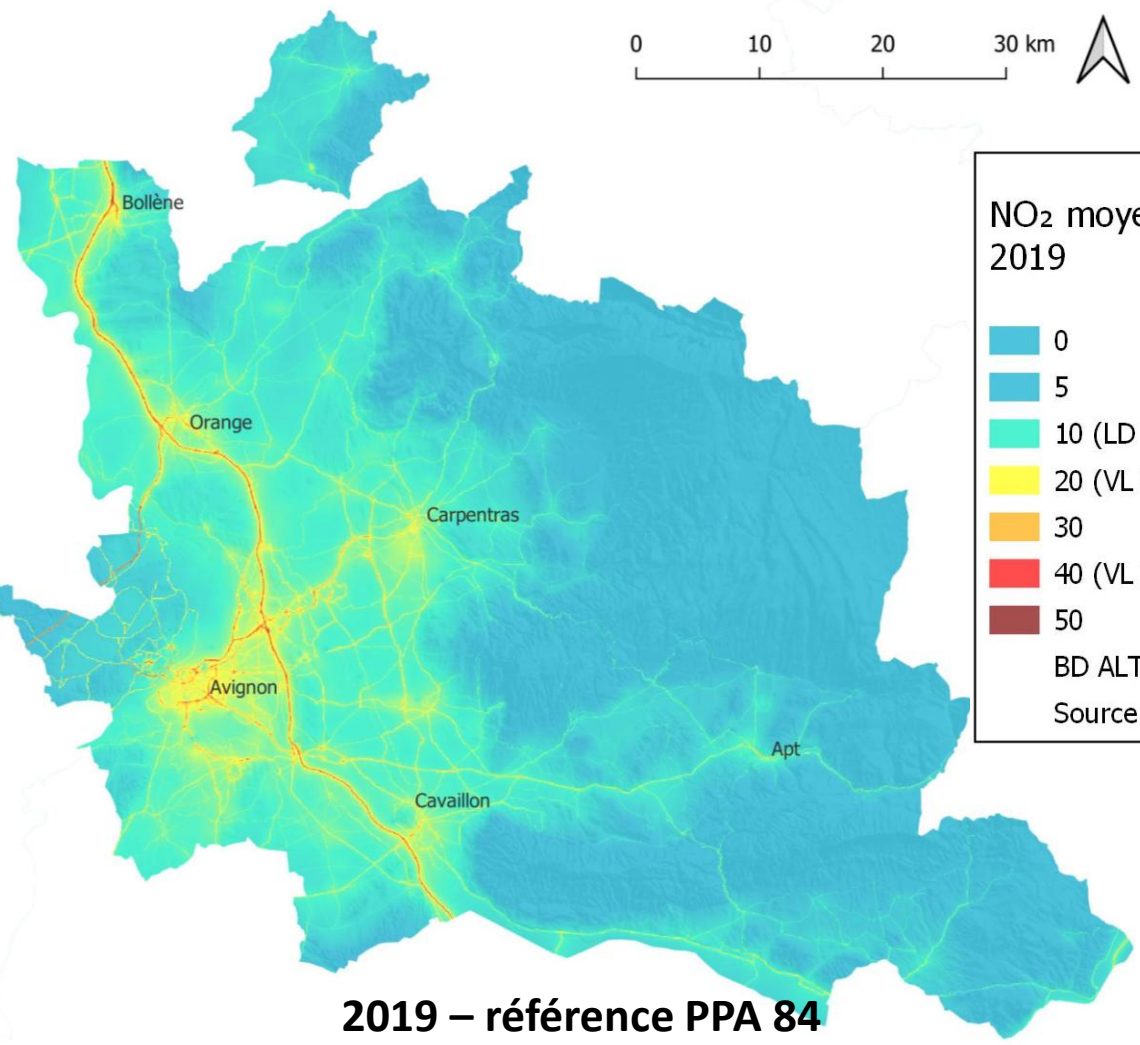 0 10 20 30 km
NO₂ moye
2019
0
5
10 (LD
20 (VL
30
40 (VL
50
BD ALT
Source
Bollène
Orange
Carpentras
Avignon
Apt
Cavaillon
2019 – référence PPA 84